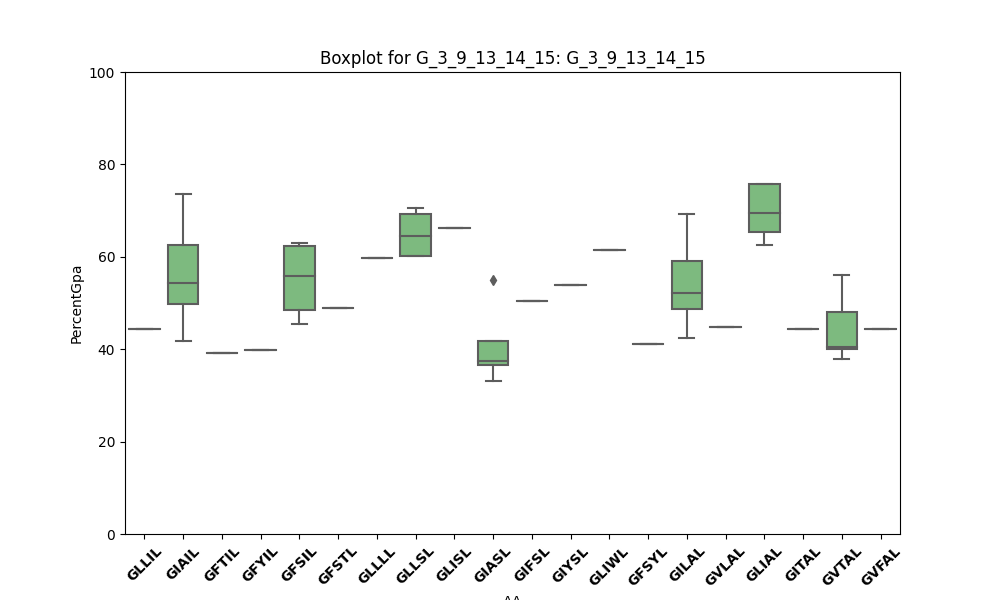 Boxplot for G_3_9_13_14_15: G_3_9_13_14_15
100
80
60
40
20
0
PercentGpa
GLLIL GIAIL GFTIL GFYIL GFSIL GFSTL GLLLL GLLSL GLISL GIASL GIFSL GIYSL GLIWL GFSYL GILAL GVLAL GLIAL GITAL GVTAL GVFAL
AA